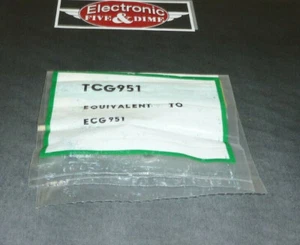 Electronic
FIVE & DIME
TCG951
EQUIVALENT TO
ECG951